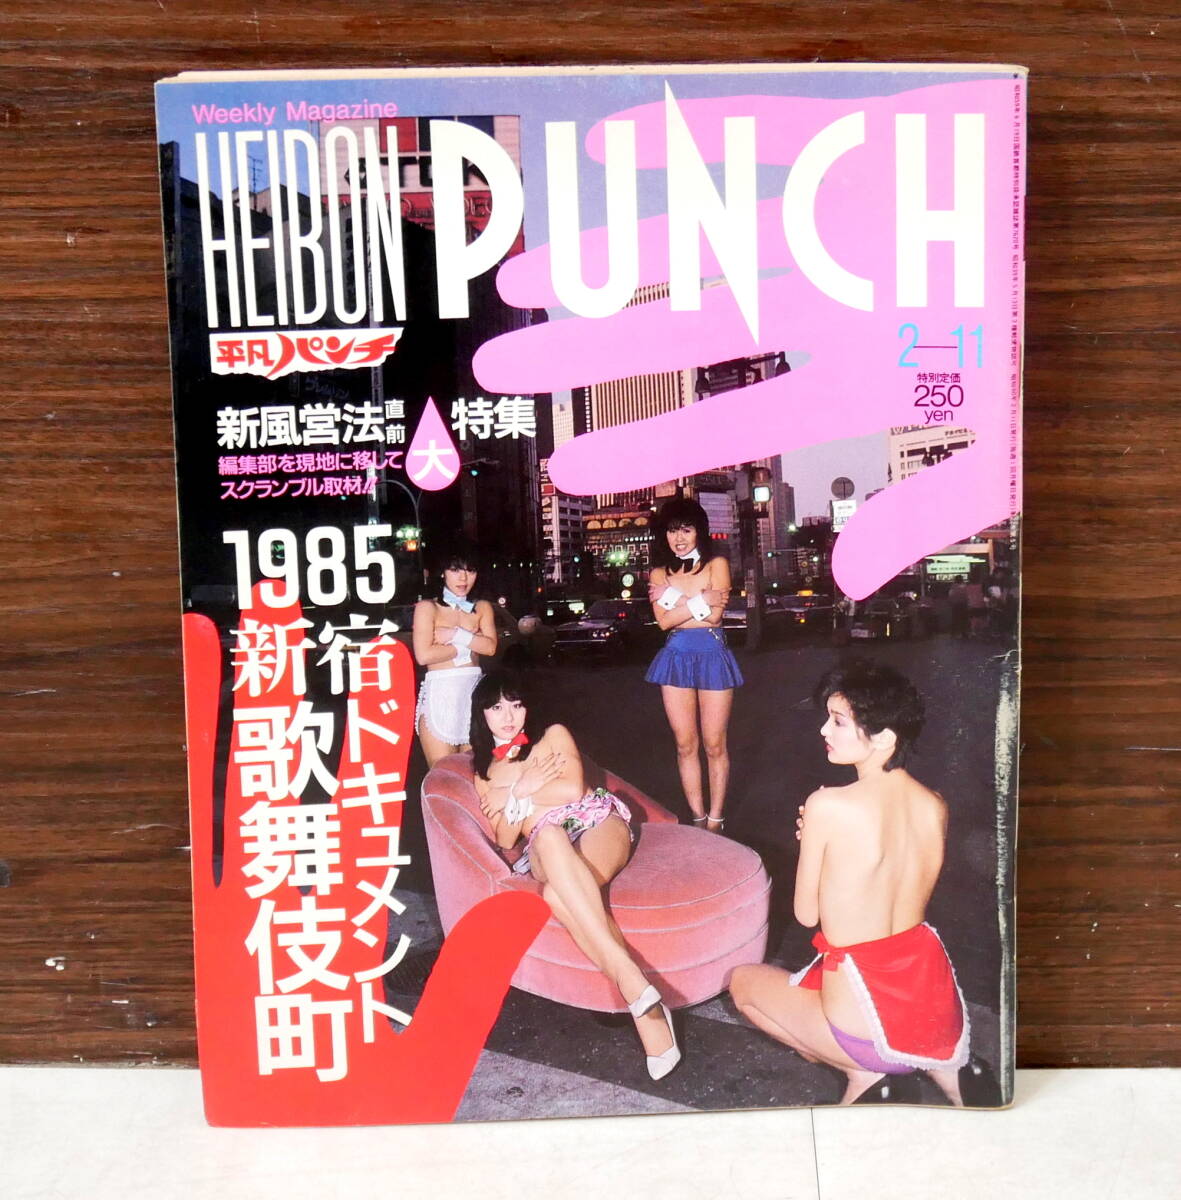 Weekly Magazine
HEIBON PUNCH
平凡パンチ
2—11
特別定価
250
yen
新風営法直前大特集
編集部を現地に移して
スクランブル取材!!
1985
新宿
歌舞伎町
ドキュメント